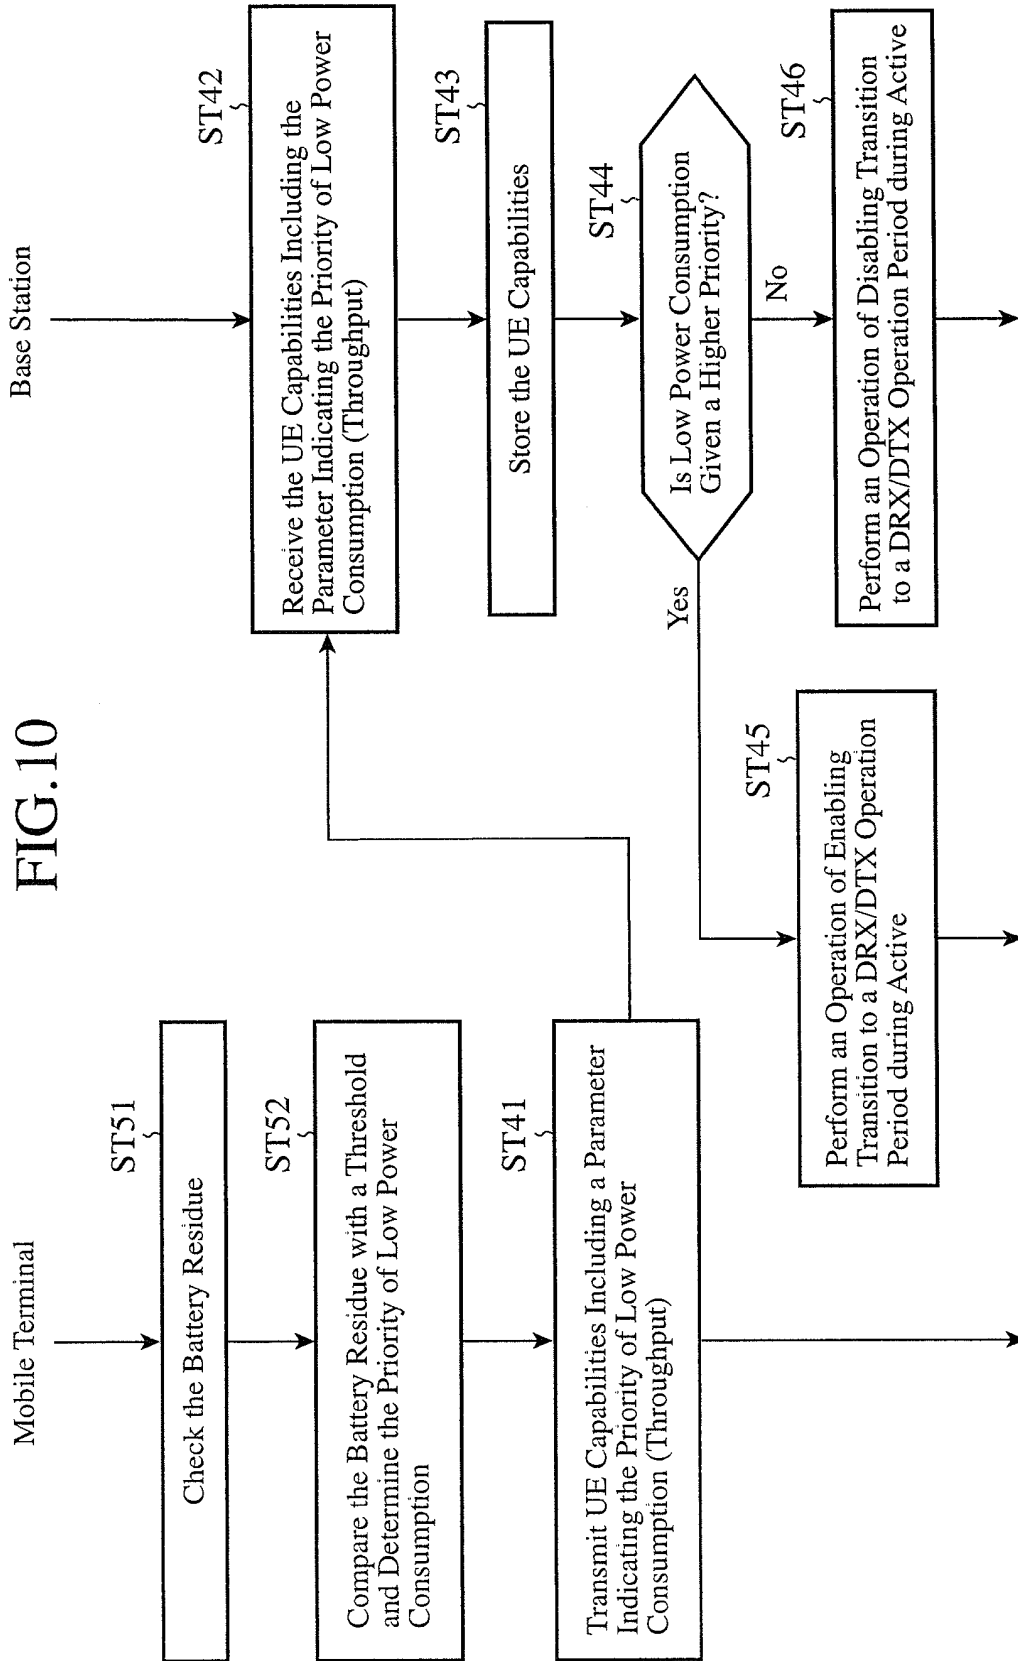 FIG.10
Mobile Terminal
ST51
Check the Battery Residue
ST52
Compare the Battery Residue with a Threshold
and Determine the Priority of Low Power
Consumption
ST41
Transmit UE Capabilities Including a Parameter
Indicating the Priority of Low Power
Consumption (Throughput)
Base Station
ST42
Receive the UE Capabilities Including the
Parameter Indicating the Priority of Low Power
Consumption (Throughput)
ST43
Store the UE Capabilities
ST44
Is Low Power Consumption
Given a Higher Priority?
Yes
No
ST45
Perform an Operation of Enabling
Transition to a DRX/DTX Operation
Period during Active
ST46
Perform an Operation of Disabling Transition
to a DRX/DTX Operation Period during Active